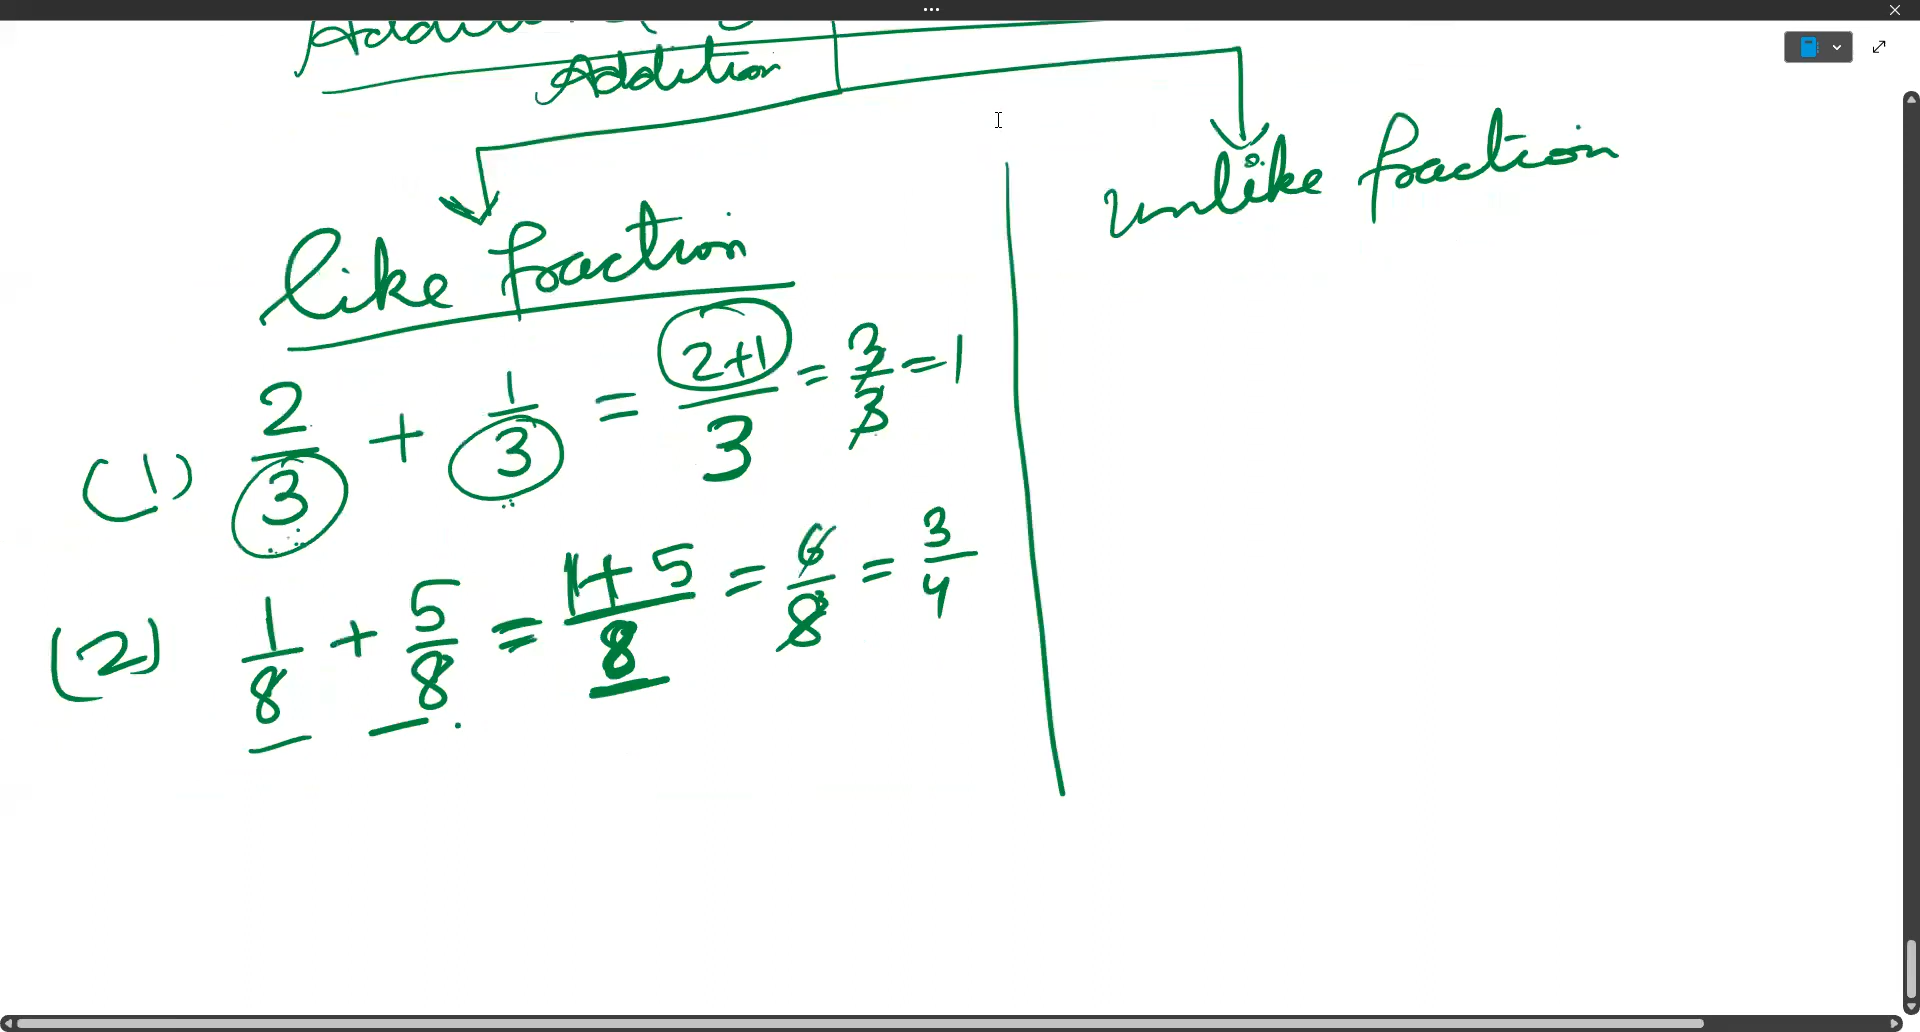 Addition
like fraction
(1) 2/3 + 1/3 = 2+1/3 = 3/3 = 1
(2) 1/8 + 5/8 = 1+5/8 = 6/8 = 3/4
unlike fraction